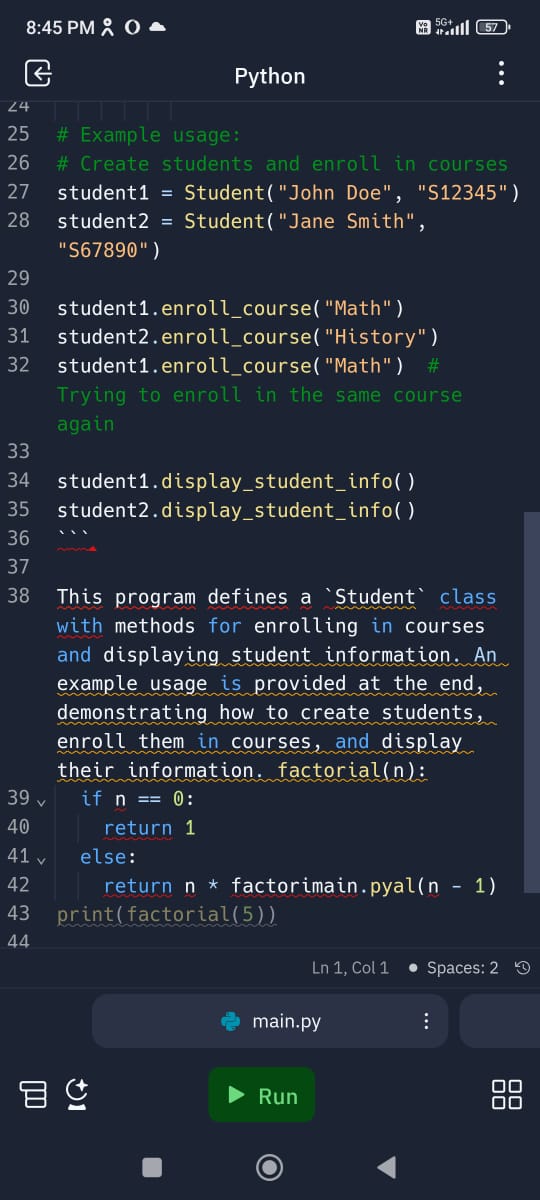 8:45 PM
VO NR 5G+ 57
Python
24
25 # Example usage:
26 # Create students and enroll in courses
27 student1 = Student("John Doe", "S12345")
28 student2 = Student("Jane Smith",
"S67890")
29
30 student1.enroll_course("Math")
31 student2.enroll_course("History")
32 student1.enroll_course("Math")  #
Trying to enroll in the same course
again
33
34 student1.display_student_info()
35 student2.display_student_info()
36 ```
37
38 This program defines a `Student` class
with methods for enrolling in courses
and displaying student information. An
example usage is provided at the end,
demonstrating how to create students,
enroll them in courses, and display
their information. factorial(n):
39   if n == 0:
40     return 1
41   else:
42     return n * factorimain.pyal(n - 1)
43 print(factorial(5))
44
Ln 1, Col 1 • Spaces: 2
main.py
Run